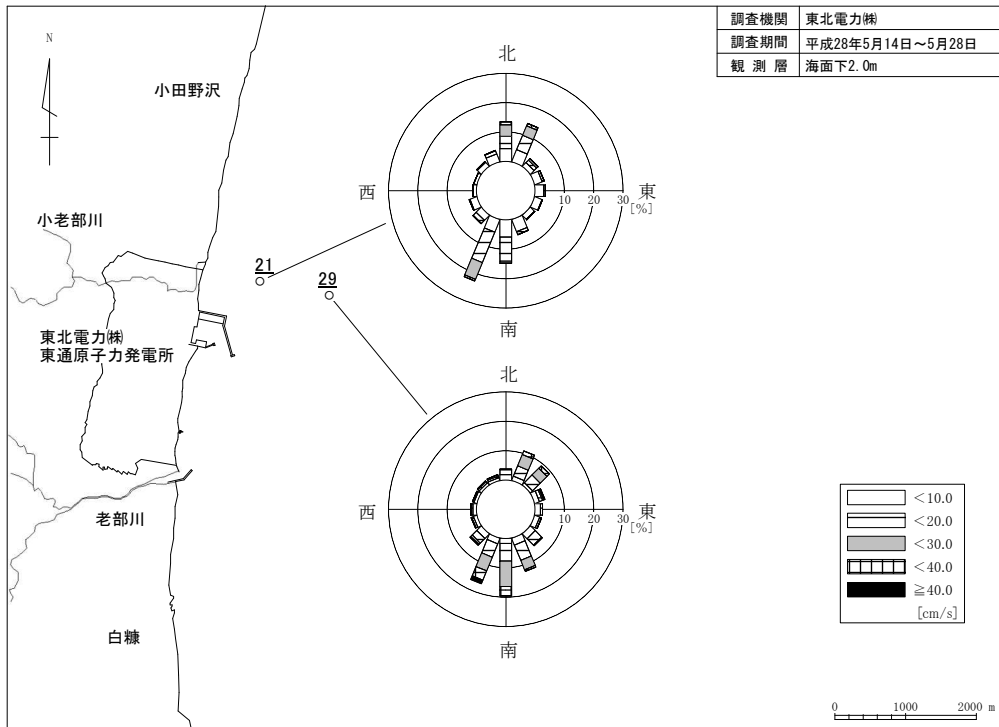 調査機関 東北電力㈱
調査期間 平成28年5月14日～5月28日
観測層 海面下2.0m
N
小田野沢
小老部川
東北電力㈱
東通原子力発電所
老部川
白糠
21
29
北
西
東
南
10 20 30
[%]
北
西
東
南
10 20 30
[%]
＜10.0
＜20.0
＜30.0
＜40.0
≧40.0
[cm/s]
0 1000 2000 m